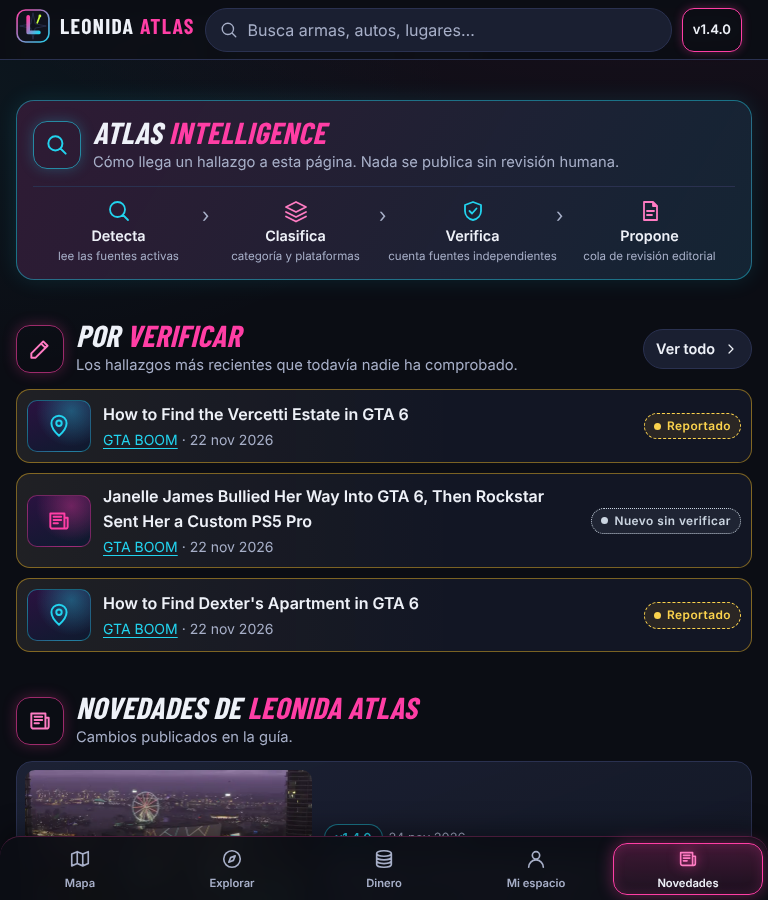 LEONIDA ATLAS
Busca armas, autos, lugares...
v1.4.0
ATLAS INTELLIGENCE
Cómo llega un hallazgo a esta página. Nada se publica sin revisión humana.
Detecta
lee las fuentes activas
Clasifica
categoría y plataformas
Verifica
cuenta fuentes independientes
Propone
cola de revisión editorial
POR VERIFICAR
Los hallazgos más recientes que todavía nadie ha comprobado.
Ver todo
How to Find the Vercetti Estate in GTA 6
GTA BOOM · 22 nov 2026
Reportado
Janelle James Bullied Her Way Into GTA 6, Then Rockstar
Sent Her a Custom PS5 Pro
GTA BOOM · 22 nov 2026
Nuevo sin verificar
How to Find Dexter's Apartment in GTA 6
GTA BOOM · 22 nov 2026
Reportado
NOVEDADES DE LEONIDA ATLAS
Cambios publicados en la guía.
Mapa
Explorar
Dinero
Mi espacio
Novedades